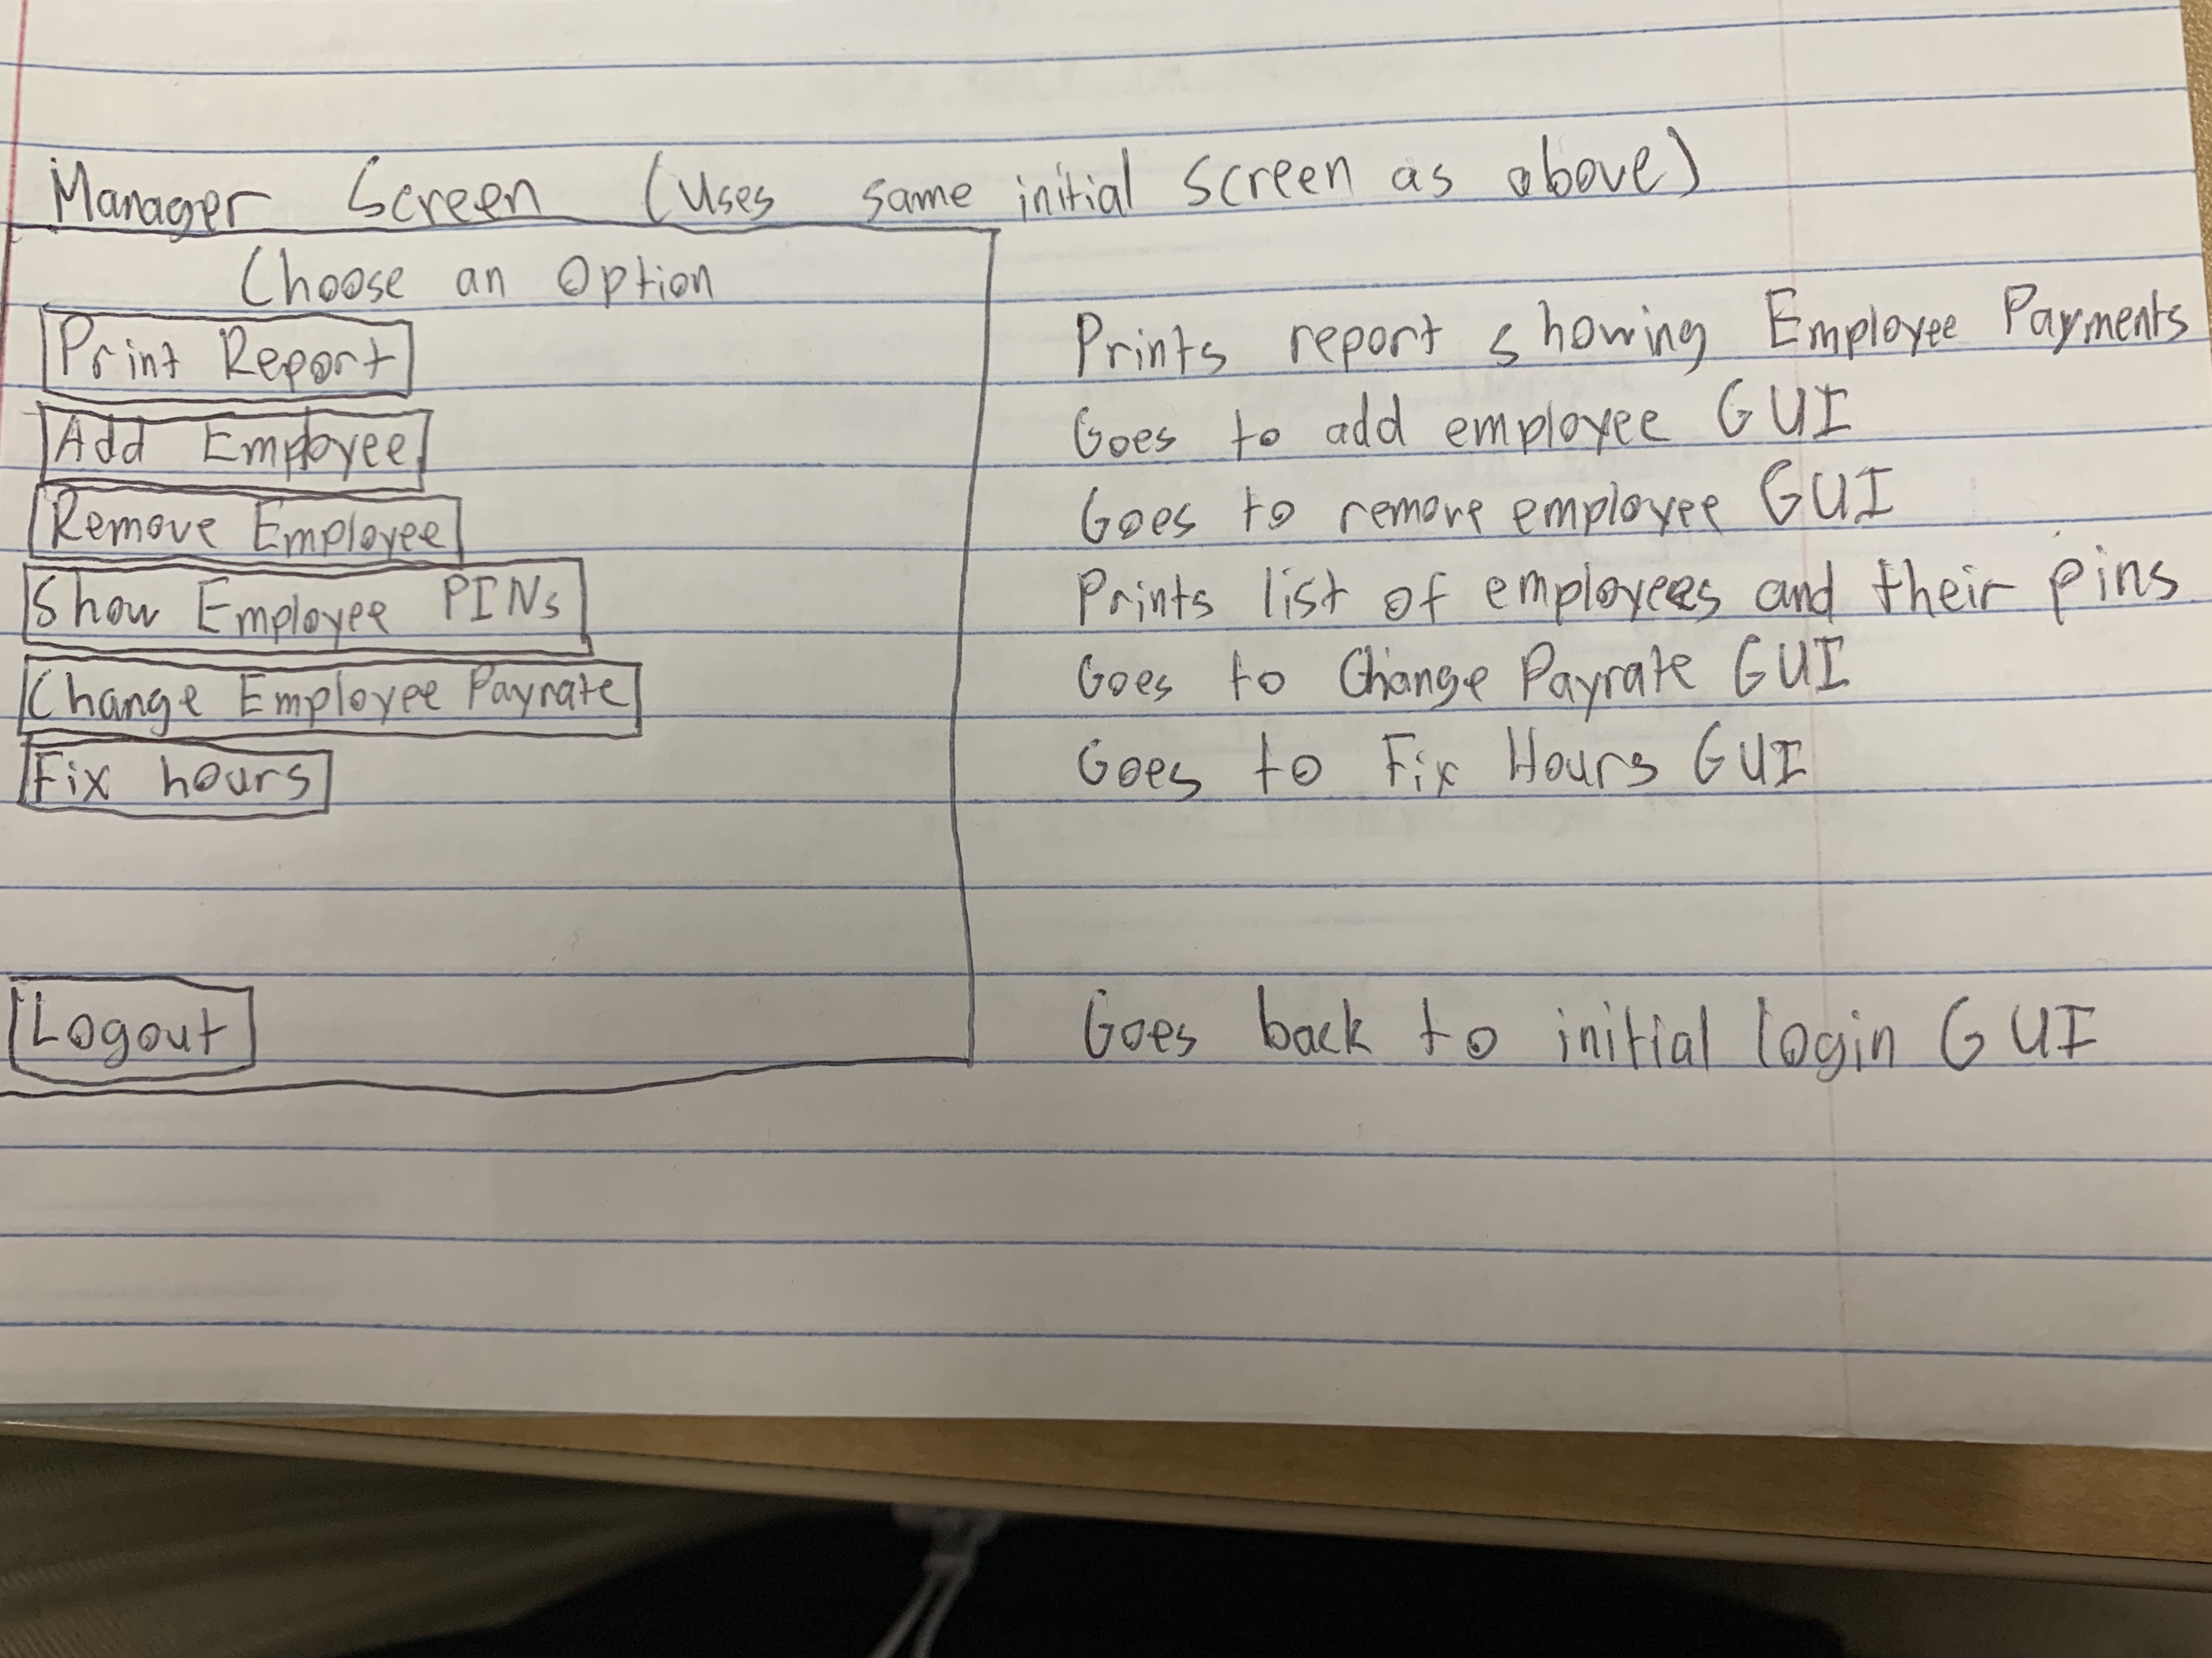 Manager Screen (Uses same initial screen as above)
Choose an Option
Print Report Prints report showing Employee Payments
Add Employee Goes to add employee GUI
Remove Employee Goes to remove employee GUI
Show Employee PINs Prints list of employees and their pins
Change Employee Payrate Goes to Change Payrate GUI
Fix hours Goes to Fix Hours GUI
Logout Goes back to initial login GUI